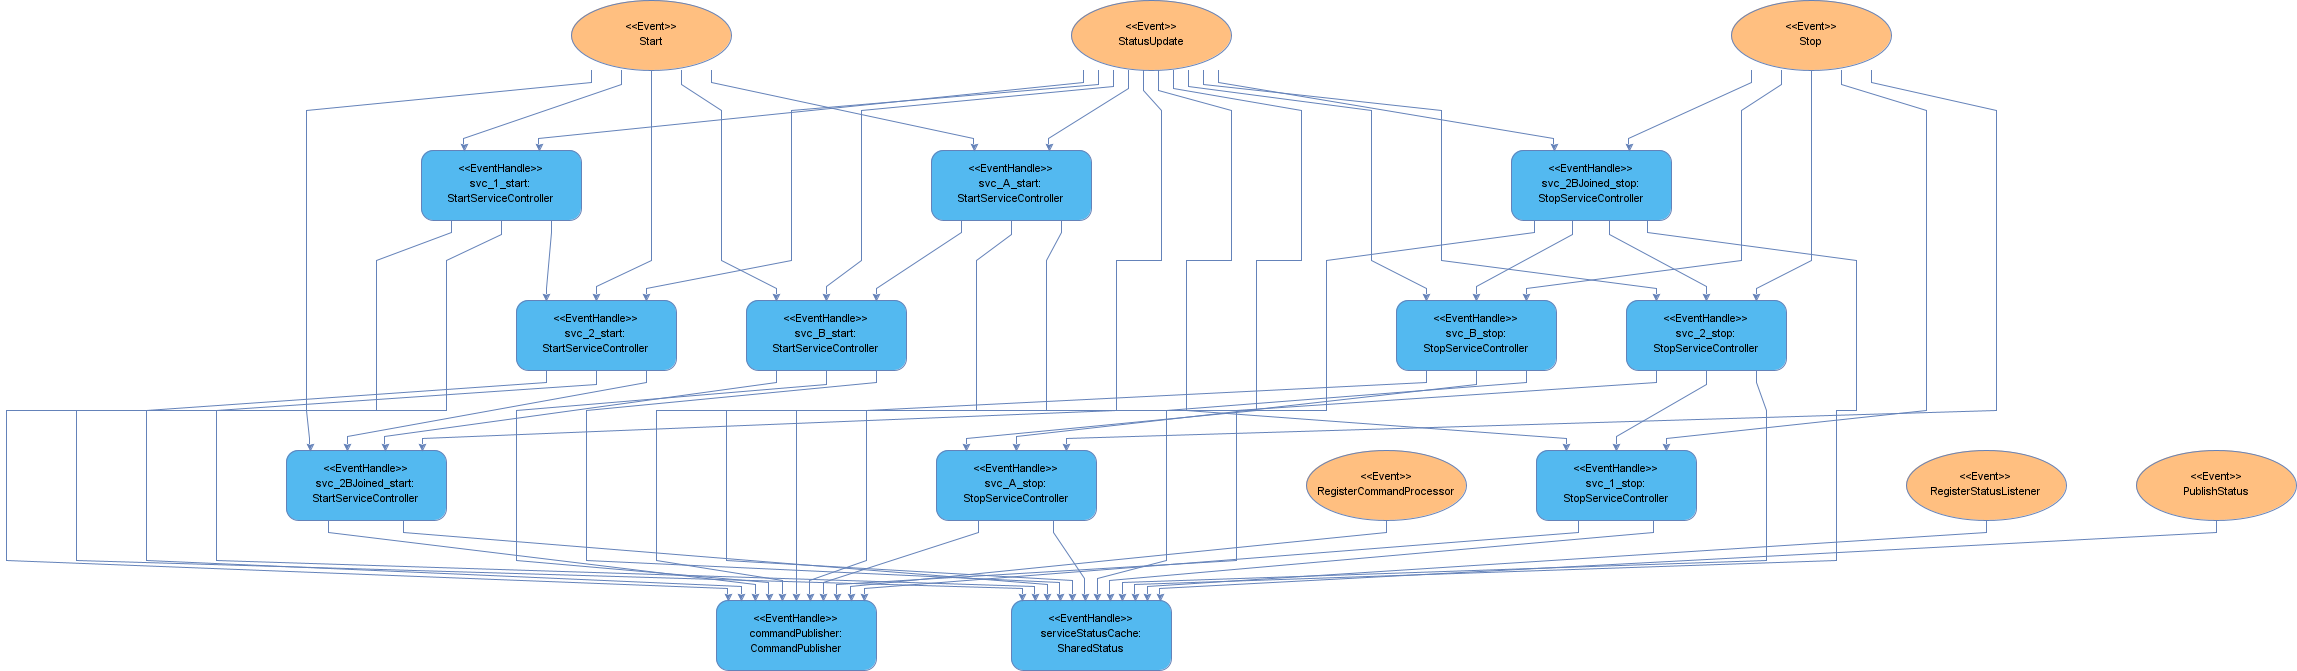 <<Event>>
Start
<<Event>>
StatusUpdate
<<Event>>
Stop
<<EventHandle>>
svc_1_start:
StartServiceController
<<EventHandle>>
svc_A_start:
StartServiceController
<<EventHandle>>
svc_2BJoined_stop:
StopServiceController
<<EventHandle>>
svc_2_start:
StartServiceController
<<EventHandle>>
svc_B_start:
StartServiceController
<<EventHandle>>
svc_B_stop:
StopServiceController
<<EventHandle>>
svc_2_stop:
StopServiceController
<<EventHandle>>
svc_2BJoined_start:
StartServiceController
<<EventHandle>>
svc_A_stop:
StopServiceController
<<Event>>
RegisterCommandProcessor
<<EventHandle>>
svc_1_stop:
StopServiceController
<<Event>>
RegisterStatusListener
<<Event>>
PublishStatus
<<EventHandle>>
commandPublisher:
CommandPublisher
<<EventHandle>>
serviceStatusCache:
SharedStatus